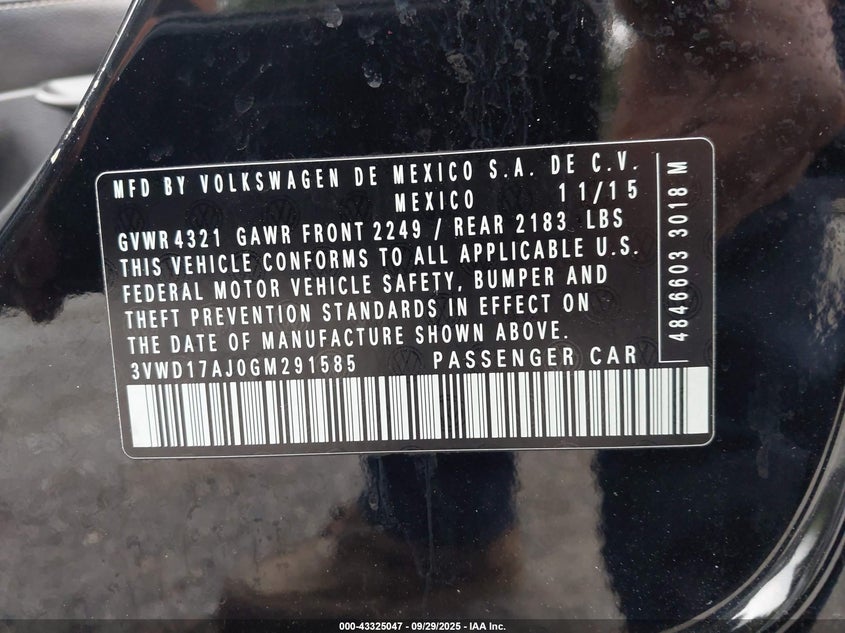 MFD BY VOLKSWAGEN DE MEXICO S.A. DE C.V.
MEXICO 11/15
GVWR 4321 GAWR FRONT 2249 / REAR 2183 LBS
THIS VEHICLE CONFORMS TO ALL APPLICABLE U.S.
FEDERAL MOTOR VEHICLE SAFETY, BUMPER AND
THEFT PREVENTION STANDARDS IN EFFECT ON
THE DATE OF MANUFACTURE SHOWN ABOVE.
3VWD17AJ0GM291585 PASSENGER CAR
4846603 3018 M
000-43325047 - 09/29/2025 - IAA Inc.